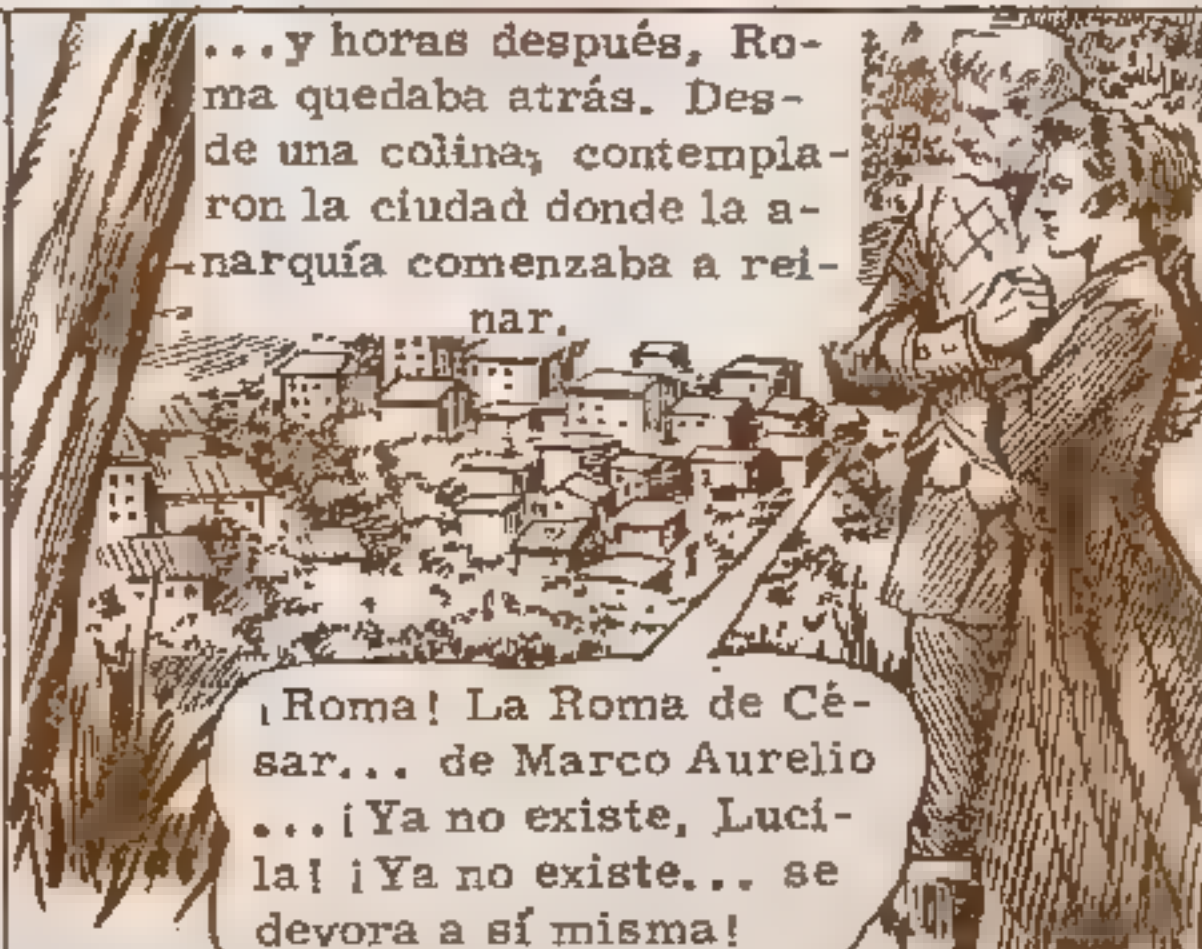 ...y horas después, Ro-
ma quedaba atrás. Des-
de una colina, contempla-
ron la ciudad donde la a-
narquía comenzaba a rei-
nar.
¡Roma! La Roma de Cé-
sar... de Marco Aurelio
...¡Ya no existe, Luci-
la! ¡Ya no existe... se
devora a sí misma!